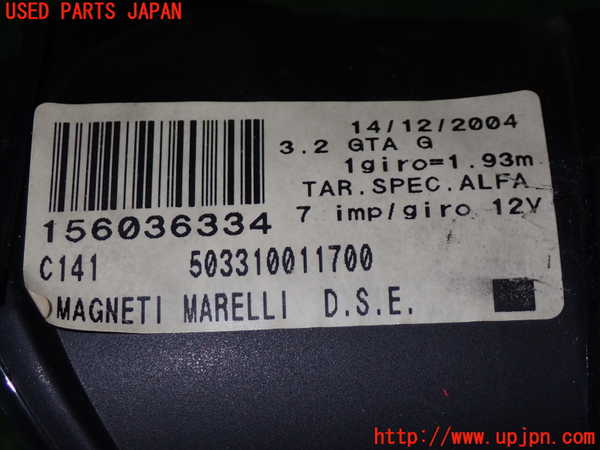 USED PARTS JAPAN
14/12/2004
3.2 GTA G
1giro=1.93m
TAR.SPEC.ALFA
7 imp/giro 12V
156036334
C141 503310011700
MAGNETI MARELLI D.S.E.
http://www.upjpn.com/